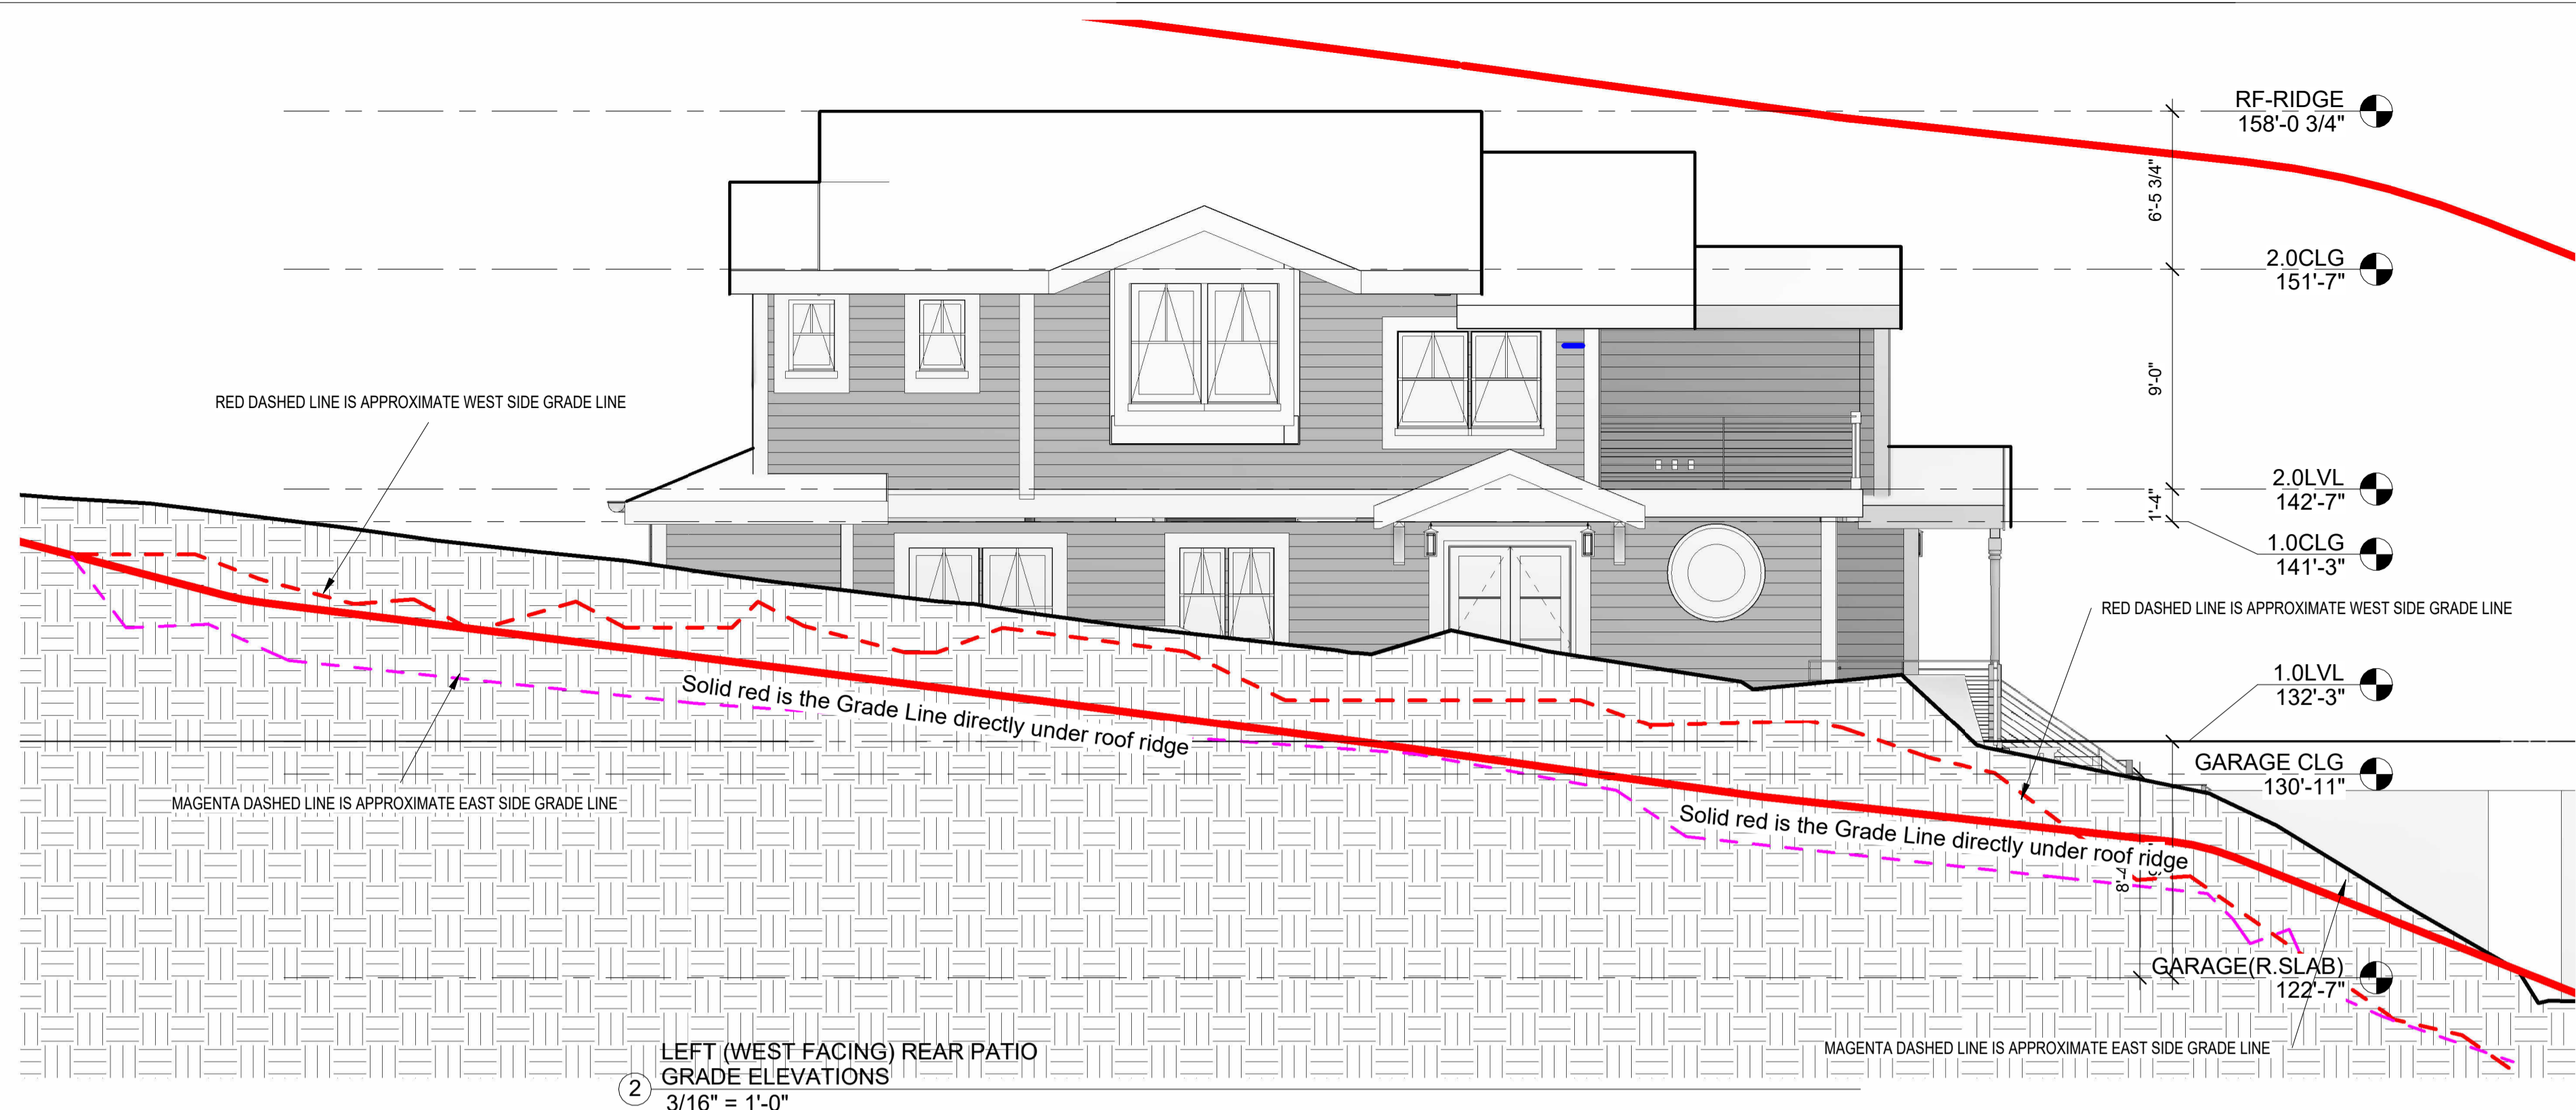 RF-RIDGE
158'-0 3/4"
6'-5 3/4"
2.0CLG
151'-7"
9'-0"
RED DASHED LINE IS APPROXIMATE WEST SIDE GRADE LINE
2.0LVL
142'-7"
1'-4"
1.0CLG
141'-3"
RED DASHED LINE IS APPROXIMATE WEST SIDE GRADE LINE
1.0LVL
132'-3"
Solid red is the Grade Line directly under roof ridge
GARAGE CLG
130'-11"
MAGENTA DASHED LINE IS APPROXIMATE EAST SIDE GRADE LINE
Solid red is the Grade Line directly under roof ridge
GARAGE(R.SLAB)
122'-7"
MAGENTA DASHED LINE IS APPROXIMATE EAST SIDE GRADE LINE
2
LEFT (WEST FACING) REAR PATIO
GRADE ELEVATIONS
3/16" = 1'-0"